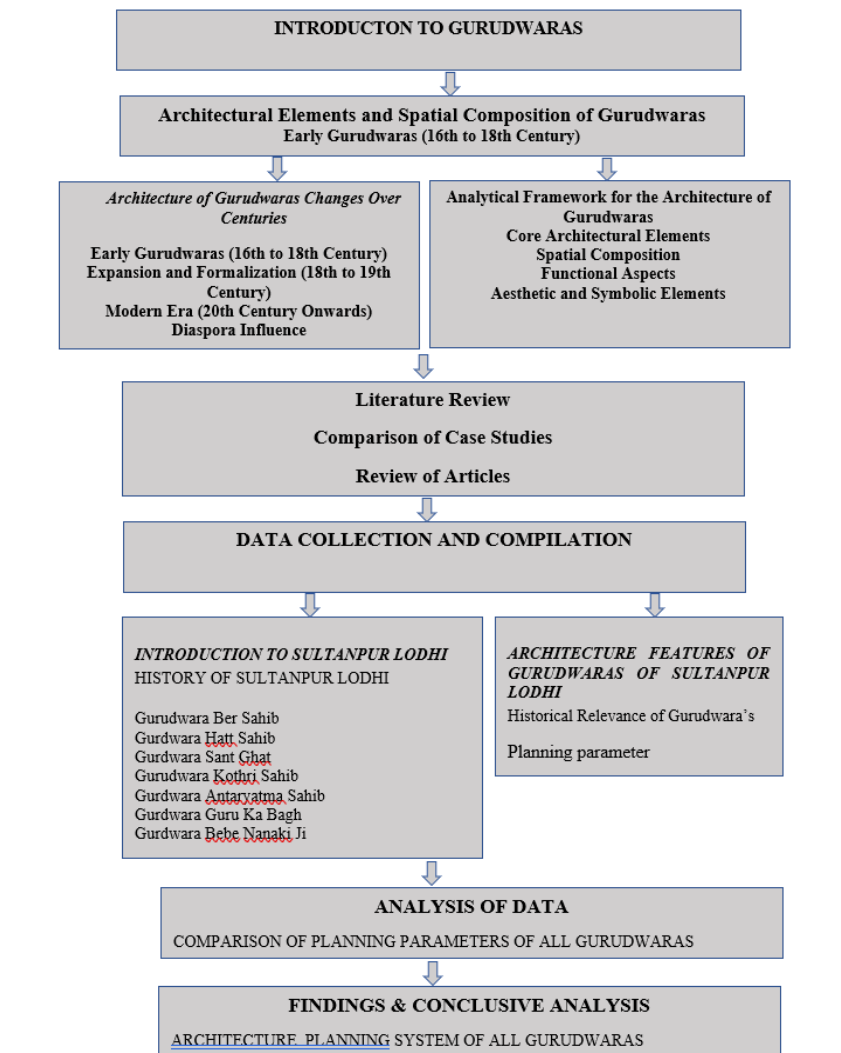 INTRODUCTON TO GURUDWARAS
Architectural Elements and Spatial Composition of Gurudwaras
Early Gurudwaras (16th to 18th Century)
Architecture of Gurudwaras Changes Over
Centuries
Early Gurudwaras (16th to 18th Century)
Expansion and Formalization (18th to 19th
Century)
Modern Era (20th Century Onwards)
Diaspora Influence
Analytical Framework for the Architecture of
Gurudwaras
Core Architectural Elements
Spatial Composition
Functional Aspects
Aesthetic and Symbolic Elements
Literature Review
Comparison of Case Studies
Review of Articles
DATA COLLECTION AND COMPILATION
INTRODUCTION TO SULTANPUR LODHI
HISTORY OF SULTANPUR LODHI
Gurudwara Ber Sahib
Gurdwara Hatt Sahib
Gurdwara Sant Ghat
Gurudwara Kothri Sahib
Gurdwara Antaryatma Sahib
Gurdwara Guru Ka Bagh
Gurdwara Bebe Nanaki Ji
ARCHITECTURE FEATURES OF
GURUDWARAS OF SULTANPUR
LODHI
Historical Relevance of Gurudwara's
Planning parameter
ANALYSIS OF DATA
COMPARISON OF PLANNING PARAMETERS OF ALL GURUDWARAS
FINDINGS & CONCLUSIVE ANALYSIS
ARCHITECTURE PLANNING SYSTEM OF ALL GURUDWARAS